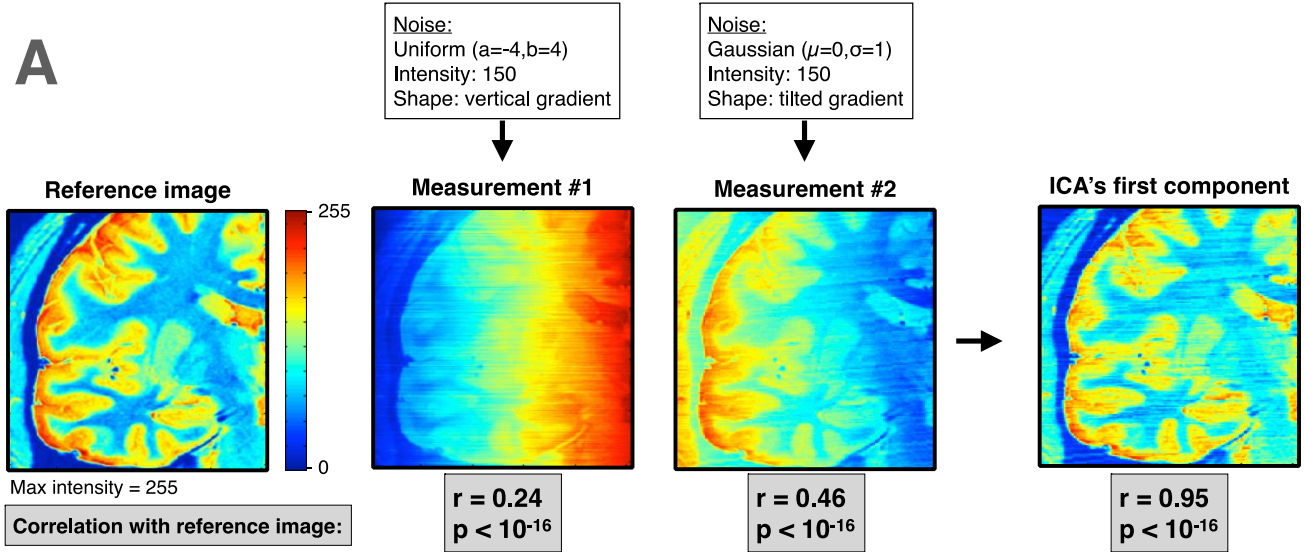 A
Noise:
Uniform (a=-4,b=4)
Intensity: 150
Shape: vertical gradient
Noise:
Gaussian (μ=0,σ=1)
Intensity: 150
Shape: tilted gradient
Reference image
Measurement #1
Measurement #2
ICA's first component
255
0
Max intensity = 255
Correlation with reference image:
r = 0.24
p < 10⁻¹⁶
r = 0.46
p < 10⁻¹⁶
r = 0.95
p < 10⁻¹⁶